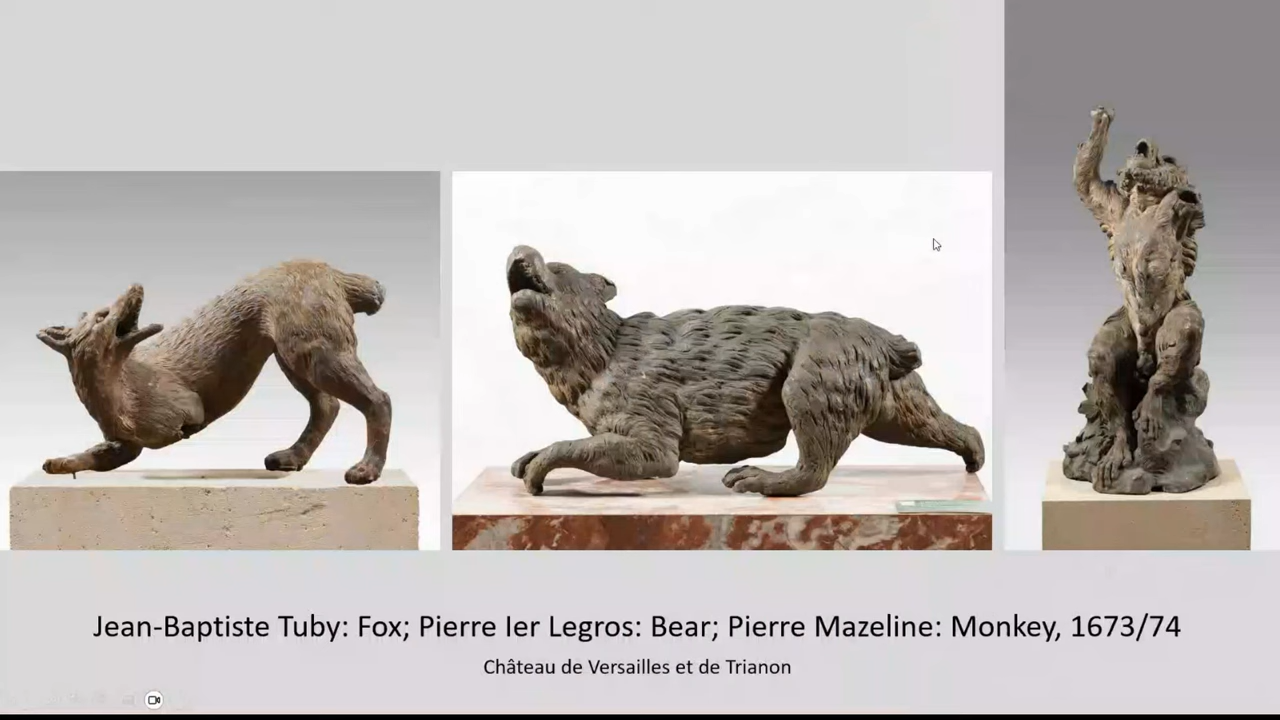 Jean-Baptiste Tuby: Fox; Pierre Ier Legros: Bear; Pierre Mazeline: Monkey, 1673/74
Château de Versailles et de Trianon